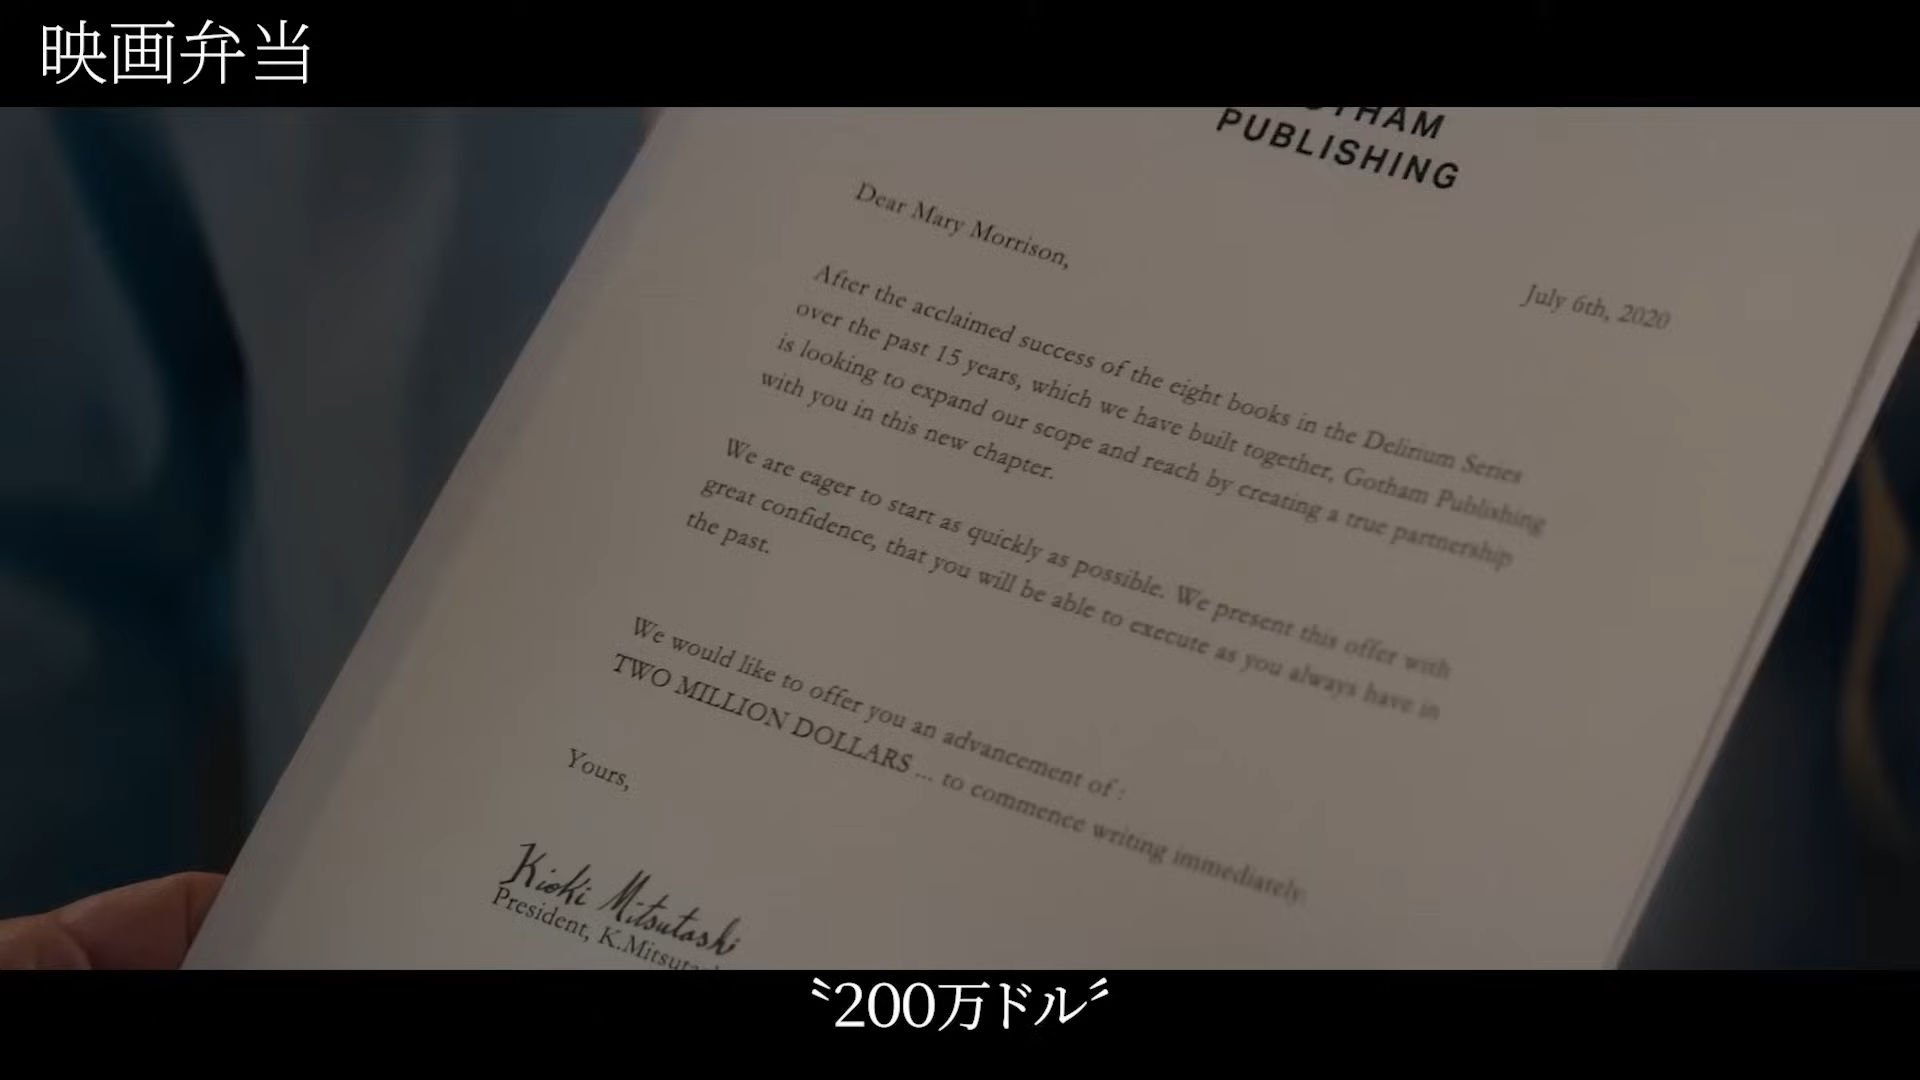 映画弁当
GOTHAM
PUBLISHING
Dear Mary Morrison,
July 6th, 2020
After the acclaimed success of the eight books in the Delirium Series
over the past 15 years, which we have built together, Gotham Publishing
is looking to expand our scope and reach by creating a true partnership
with you in this new chapter.
We are eager to start as quickly as possible. We present this offer with
great confidence, that you will be able to execute as you always have in
the past.
We would like to offer you an advancement of :
TWO MILLION DOLLARS ... to commence writing immediately.
Yours,
Kioki Mitsutashi
President, K.Mitsutashi
〝200万ドル〞